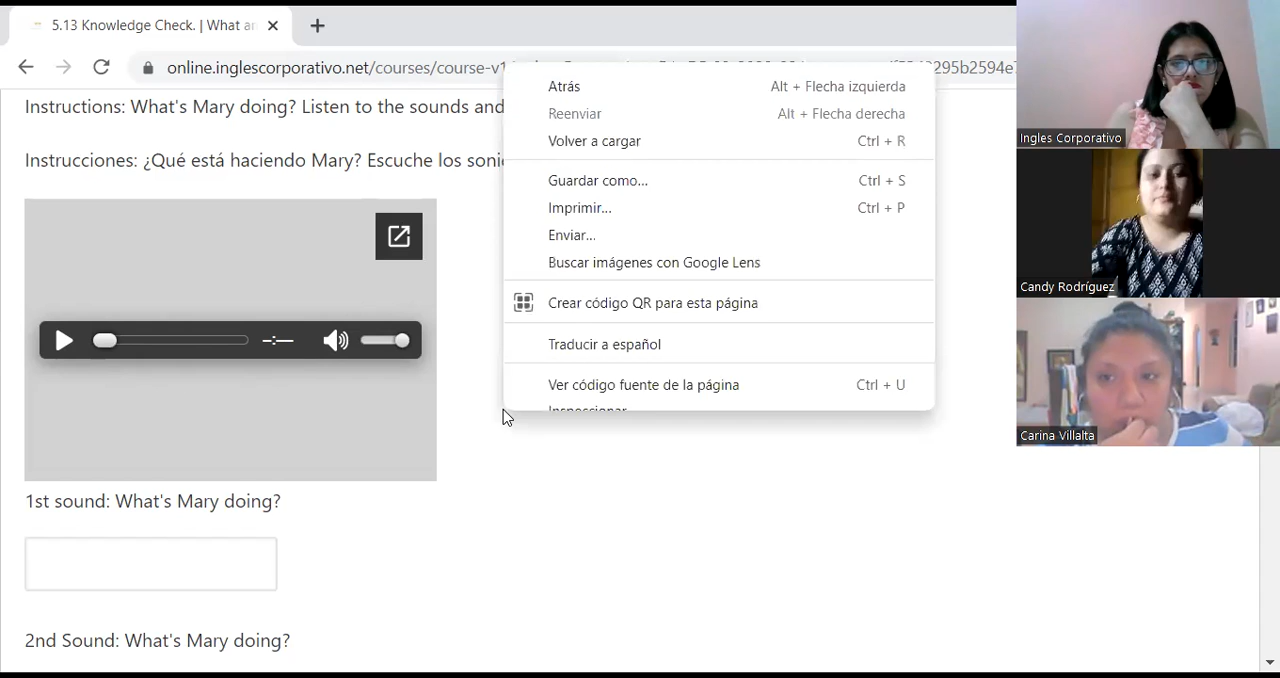 5.13 Knowledge Check. | What an
online.inglescorporativo.net/courses/course-v1
295b2594e
Instructions: What's Mary doing? Listen to the sounds and
Instrucciones: ¿Qué está haciendo Mary? Escuche los soni
Atrás Alt + Flecha izquierda
Reenviar Alt + Flecha derecha
Volver a cargar Ctrl + R
Guardar como... Ctrl + S
Imprimir... Ctrl + P
Enviar...
Buscar imágenes con Google Lens
Crear código QR para esta página
Traducir a español
Ver código fuente de la página Ctrl + U
Inspeccionar
-:--
1st sound: What's Mary doing?
2nd Sound: What's Mary doing?
Ingles Corporativo
Candy Rodríguez
Carina Villalta